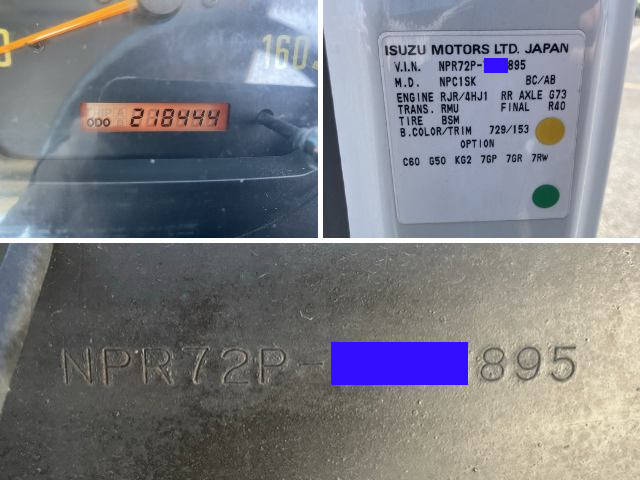 160
ODO 218444
ISUZU MOTORS LTD. JAPAN
V.I.N. NPR72P- 895
M.D. NPC1SK BC/AB
ENGINE RJR/4HJ1 RR AXLE G73
TRANS. RMU FINAL R40
TIRE BSM
B.COLOR/TRIM 729/153
OPTION
C60 G50 KG2 7GP 7GR 7RW
NPR72P- 895